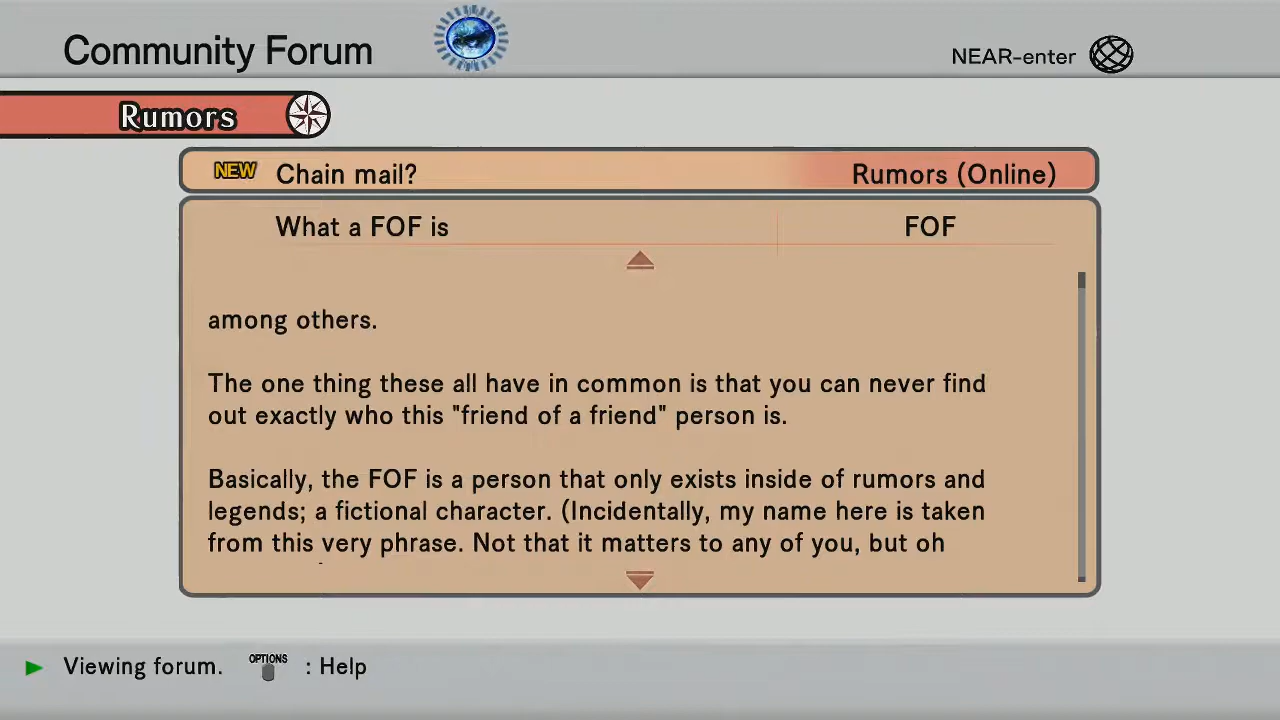 Community Forum
NEAR-enter
Rumors
NEW Chain mail? Rumors (Online)
What a FOF is FOF
among others.
The one thing these all have in common is that you can never find
out exactly who this "friend of a friend" person is.
Basically, the FOF is a person that only exists inside of rumors and
legends; a fictional character. (Incidentally, my name here is taken
from this very phrase. Not that it matters to any of you, but oh
Viewing forum. OPTIONS : Help